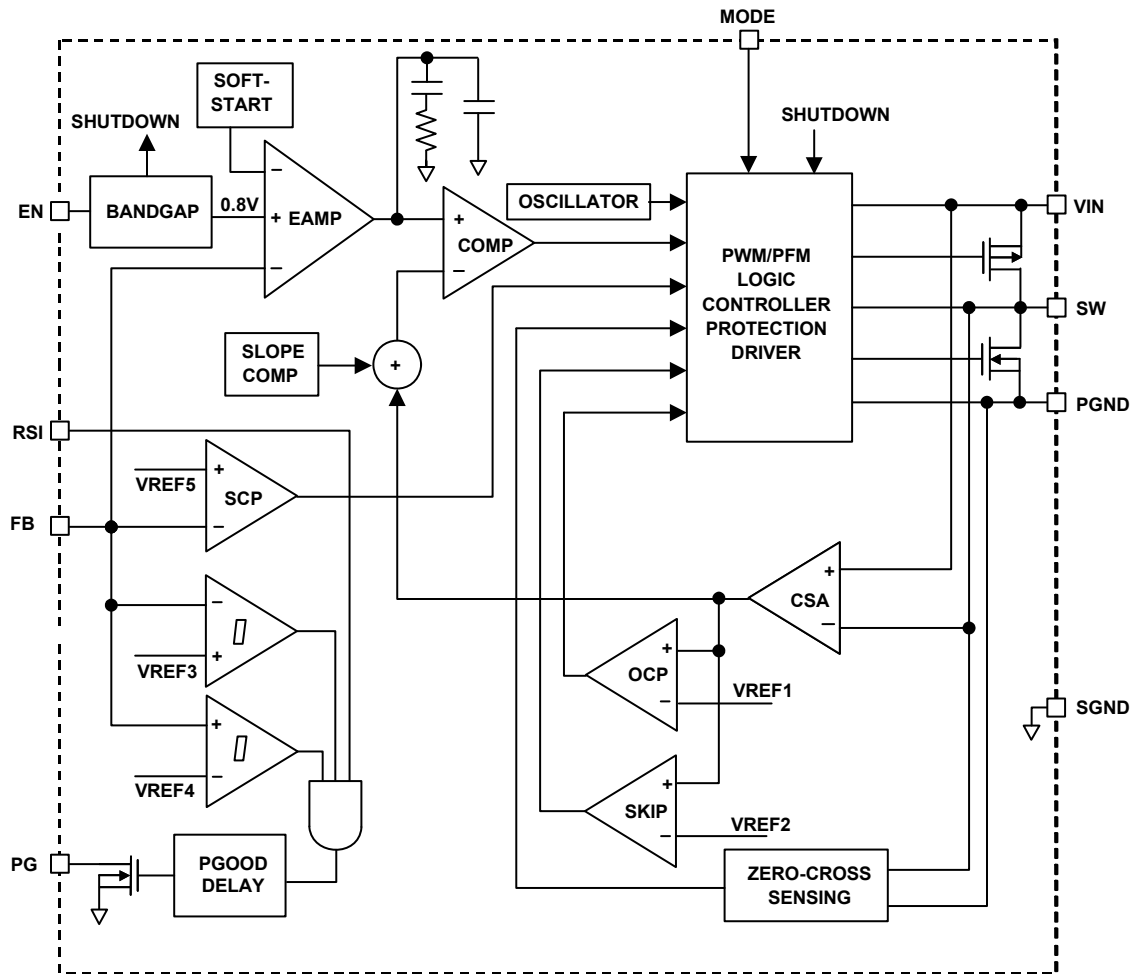 MODE
SOFT-
START
SHUTDOWN
SHUTDOWN
EN
BANDGAP
0.8V
−
+
EAMP
−
+
COMP
−
OSCILLATOR
PWM/PFM
LOGIC
CONTROLLER
PROTECTION
DRIVER
VIN
SW
PGND
SLOPE
COMP
+
RSI
VREF5
+
SCP
−
FB
+
CSA
−
−
+
VREF3
+
OCP
−
VREF1
SGND
+
−
VREF4
+
SKIP
−
VREF2
PG
PGOOD
DELAY
ZERO-CROSS
SENSING